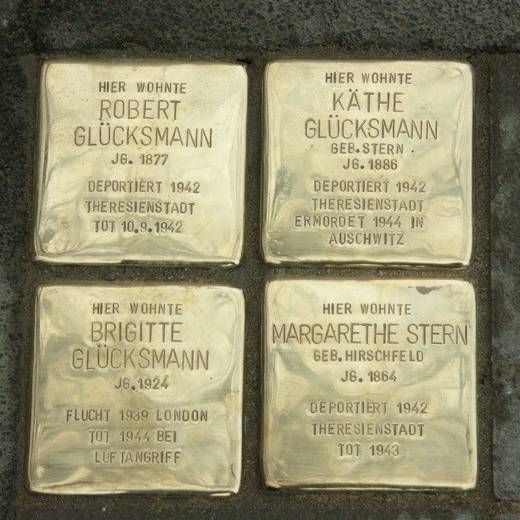 HIER WOHNTE
ROBERT
GLÜCKSMANN
JG. 1877
DEPORTIERT 1942
THERESIENSTADT
TOT 10.9.1942
HIER WOHNTE
KÄTHE
GLÜCKSMANN
GEB. STERN
JG. 1886
DEPORTIERT 1942
THERESIENSTADT
ERMORDET 1944 IN
AUSCHWITZ
HIER WOHNTE
BRIGITTE
GLÜCKSMANN
JG. 1924
FLUCHT 1939 LONDON
TOT 1944 BEI
LUFTANGRIFF
HIER WOHNTE
MARGARETHE STERN
GEB. HIRSCHFELD
JG. 1864
DEPORTIERT 1942
THERESIENSTADT
TOT 1943